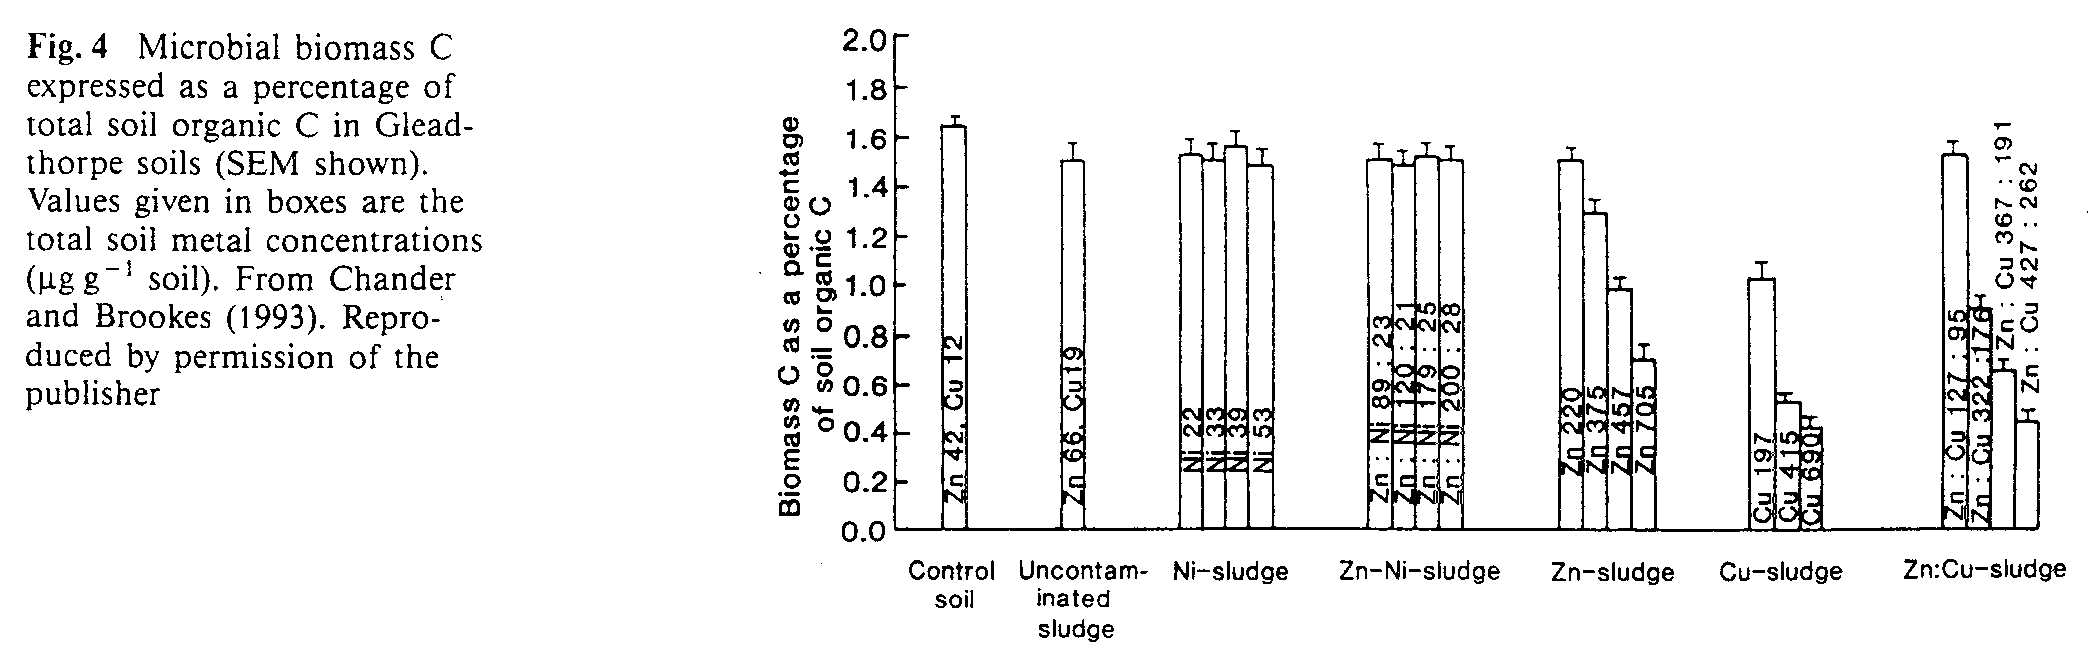 Fig. 4 Microbial biomass C
expressed as a percentage of
total soil organic C in Glead-
thorpe soils (SEM shown).
Values given in boxes are the
total soil metal concentrations
(µg g⁻¹ soil). From Chander
and Brookes (1993). Repro-
duced by permission of the
publisher
Biomass C as a percentage
of soil organic C
2.0
1.8
1.6
1.4
1.2
1.0
0.8
0.6
0.4
0.2
0.0
Zn 42, Cu 12
Zn 66, Cu19
Ni 22
Ni 33
Ni 39
Ni 53
Zn : Ni 89 : 23
Zn : Ni 120 : 21
Zn : Ni 179 : 25
Zn : Ni 200 : 28
Zn 220
Zn 375
Zn 457
Zn 705
Cu 197
Cu 415
Cu 690
Zn : Cu 127 : 95
Zn : Cu 322 : 176
Zn : Cu 367 : 191
Zn : Cu 427 : 262
Control
soil
Uncontam-
inated
sludge
Ni-sludge
Zn-Ni-sludge
Zn-sludge
Cu-sludge
Zn:Cu-sludge